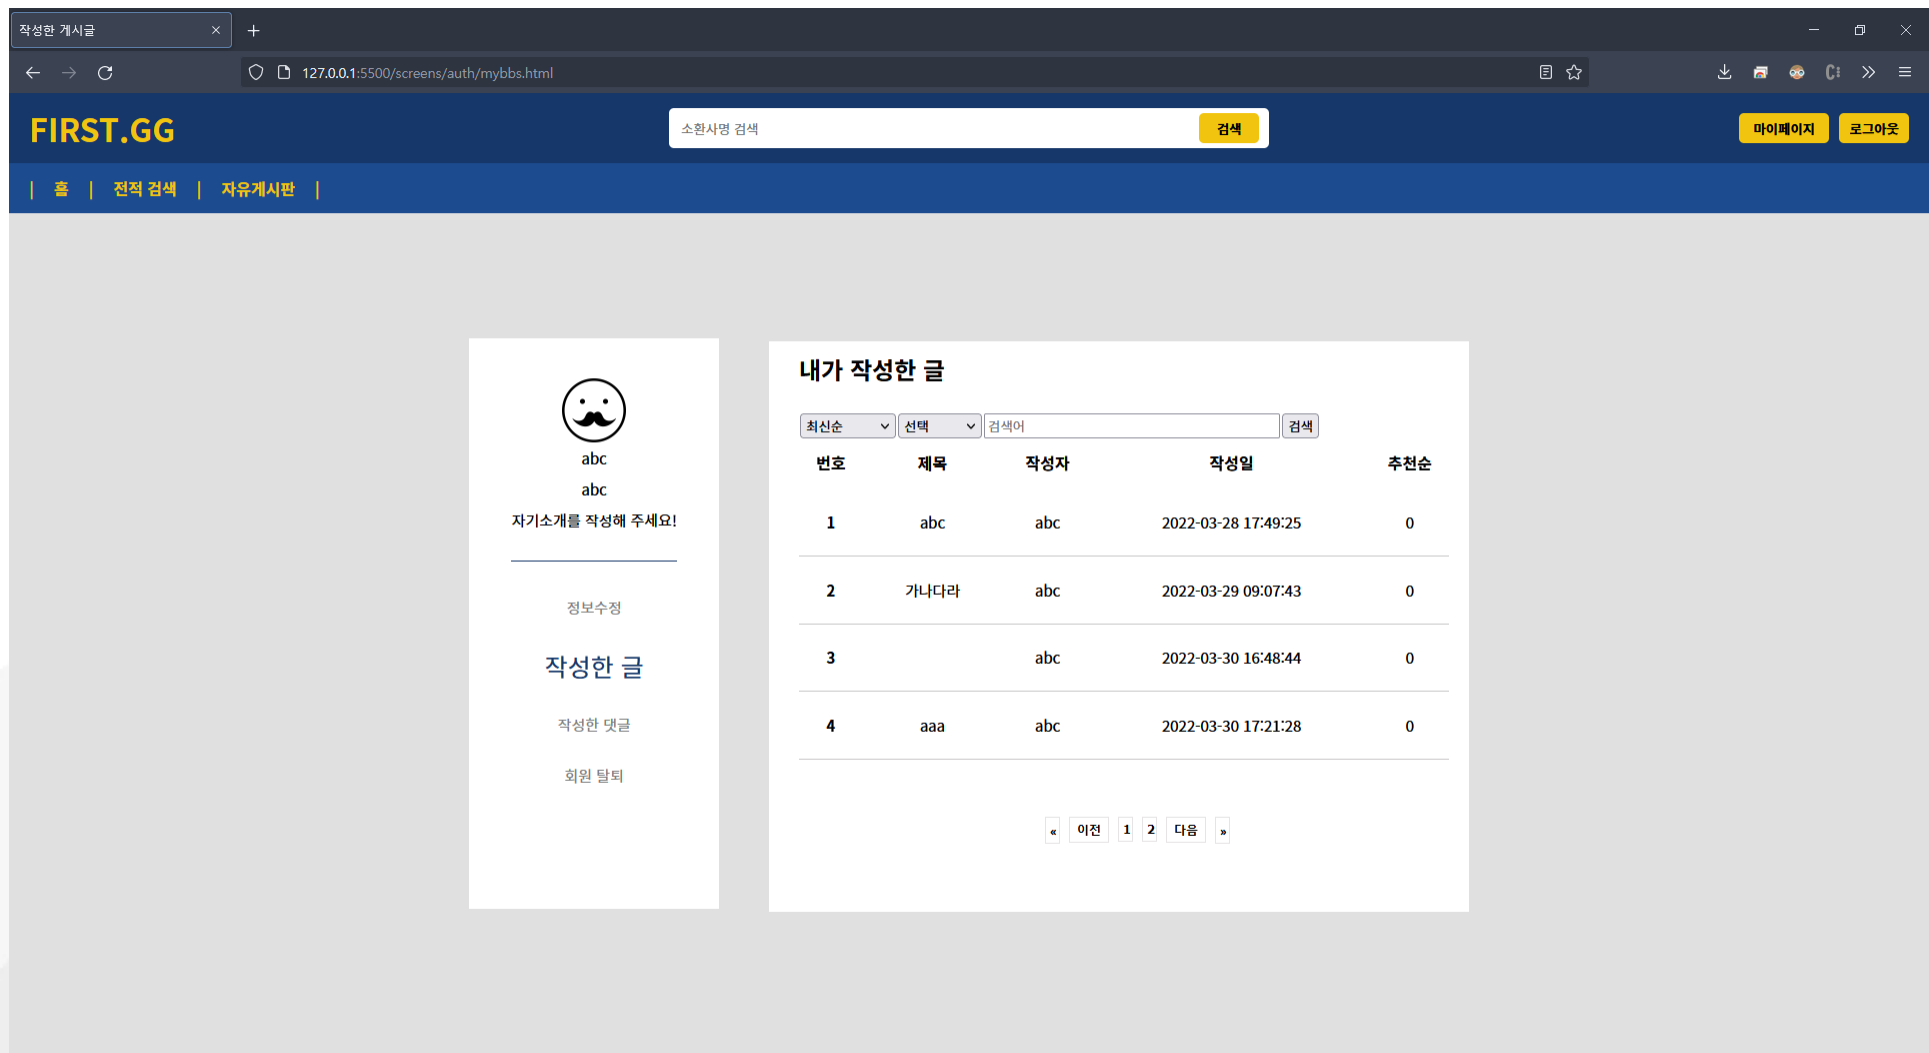 작성한 게시글
127.0.0.1:5500/screens/auth/mybbs.html
FIRST.GG
소환사명 검색
검색
마이페이지
로그아웃
| 홈 | 전적 검색 | 자유게시판 |
abc
abc
자기소개를 작성해 주세요!
정보수정
작성한 글
작성한 댓글
회원 탈퇴
내가 작성한 글
최신순 선택 검색어 검색
번호 제목 작성자 작성일 추천순
1 abc abc 2022-03-28 17:49:25 0
2 가나다라 abc 2022-03-29 09:07:43 0
3 abc 2022-03-30 16:48:44 0
4 aaa abc 2022-03-30 17:21:28 0
« 이전 1 2 다음 »